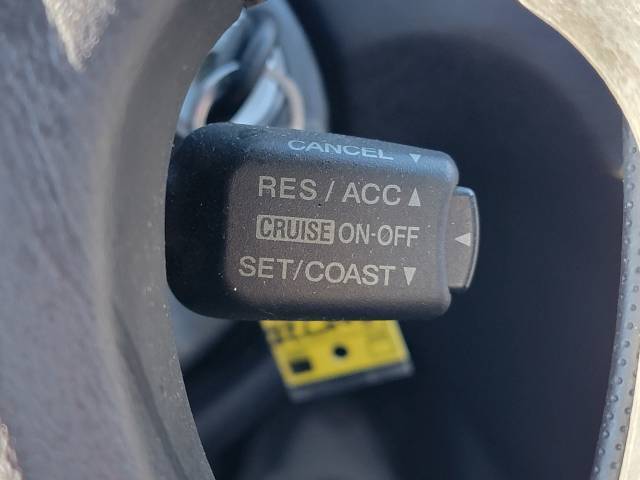 CANCEL ▼
RES / ACC ▲
CRUISE ON-OFF ◀
SET/COAST ▼